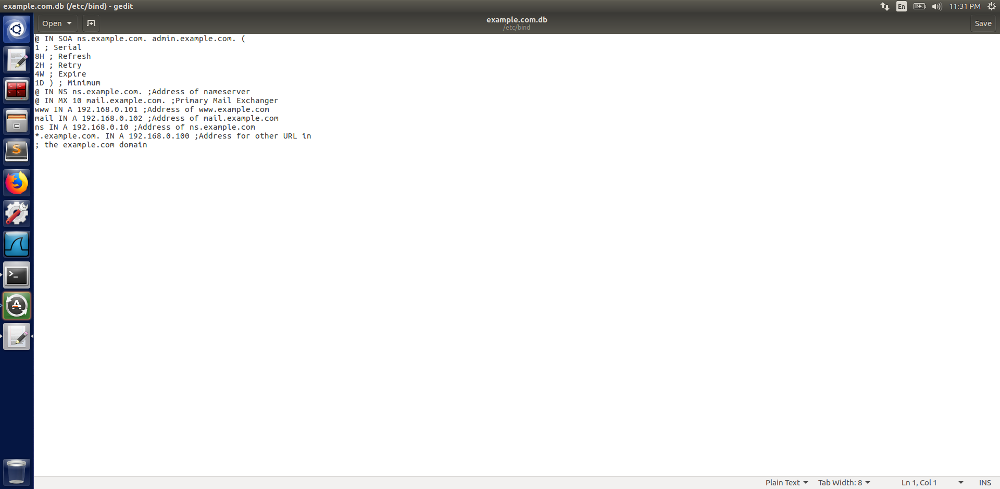 example.com.db (/etc/bind) - gedit
En
11:31 PM
Open
example.com.db
/etc/bind
Save
@ IN SOA ns.example.com. admin.example.com. (
1 ; Serial
8H ; Refresh
2H ; Retry
4W ; Expire
1D ) ; Minimum
@ IN NS ns.example.com. ;Address of nameserver
@ IN MX 10 mail.example.com. ;Primary Mail Exchanger
www IN A 192.168.0.101 ;Address of www.example.com
mail IN A 192.168.0.102 ;Address of mail.example.com
ns IN A 192.168.0.10 ;Address of ns.example.com
*.example.com. IN A 192.168.0.100 ;Address for other URL in
; the example.com domain
Plain Text
Tab Width: 8
Ln 1, Col 1
INS